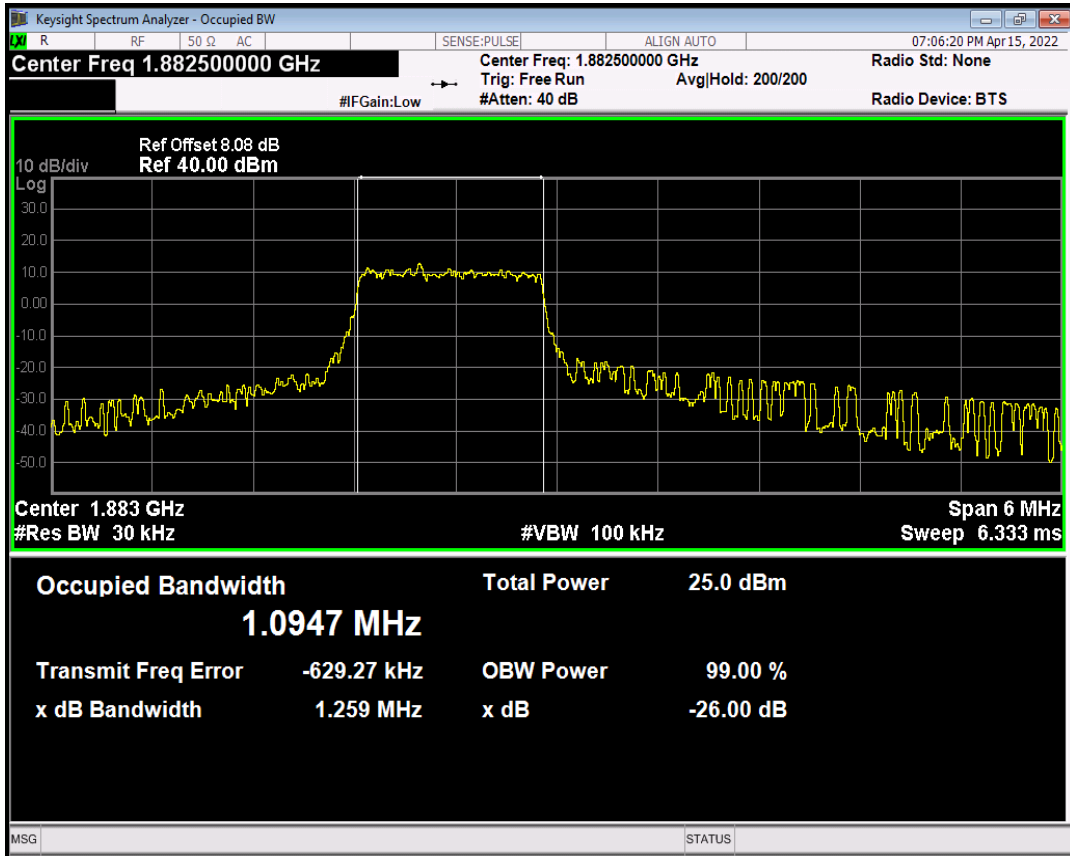 Keysight Spectrum Analyzer - Occupied BW
LXI R RF 50 Ω AC SENSE:PULSE ALIGN AUTO 07:06:20 PM Apr 15, 2022
Center Freq 1.882500000 GHz
Center Freq: 1.882500000 GHz
Radio Std: None
Trig: Free Run Avg|Hold: 200/200
#IFGain:Low #Atten: 40 dB Radio Device: BTS
Ref Offset 8.08 dB
10 dB/div Ref 40.00 dBm
Log
30.0
20.0
10.0
0.00
-10.0
-20.0
-30.0
-40.0
-50.0
Center 1.883 GHz Span 6 MHz
#Res BW 30 kHz #VBW 100 kHz Sweep 6.333 ms
Occupied Bandwidth Total Power 25.0 dBm
1.0947 MHz
Transmit Freq Error -629.27 kHz OBW Power 99.00 %
x dB Bandwidth 1.259 MHz x dB -26.00 dB
MSG STATUS